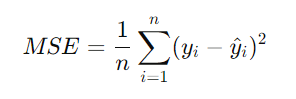 MSE = \frac{1}{n} \sum_{i=1}^{n} (y_i - \hat{y}_i)^2